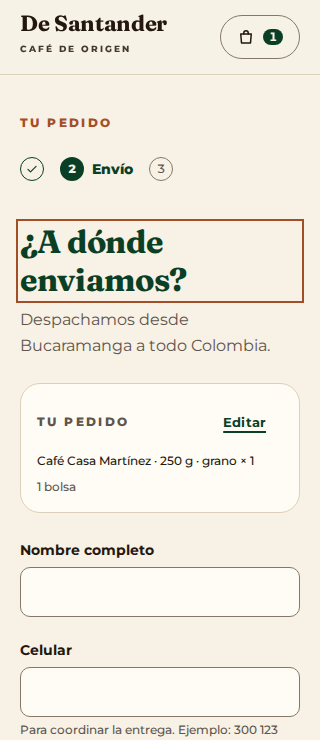 De Santander
CAFÉ DE ORIGEN
1
TU PEDIDO
2 Envío 3
¿A dónde
enviamos?
Despachamos desde
Bucaramanga a todo Colombia.
TU PEDIDO Editar
Café Casa Martínez · 250 g · grano × 1
1 bolsa
Nombre completo
Celular
Para coordinar la entrega. Ejemplo: 300 123